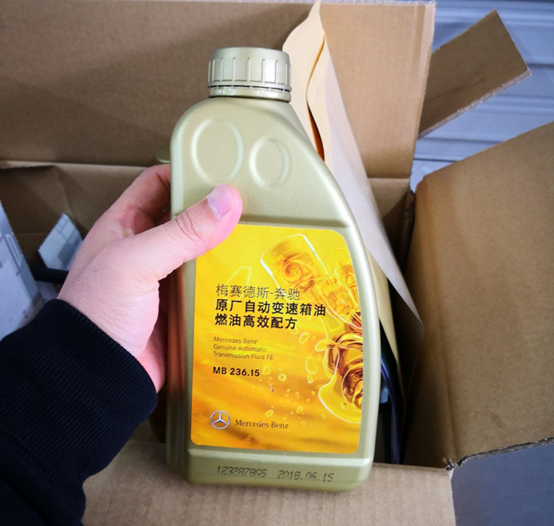 梅赛德斯-奔驰
原厂自动变速箱油
燃油高效配方
Mercedes-Benz
Genuine Automatic
Transmission Fluid FE
MB 236.15
Mercedes-Benz
2018.06.15